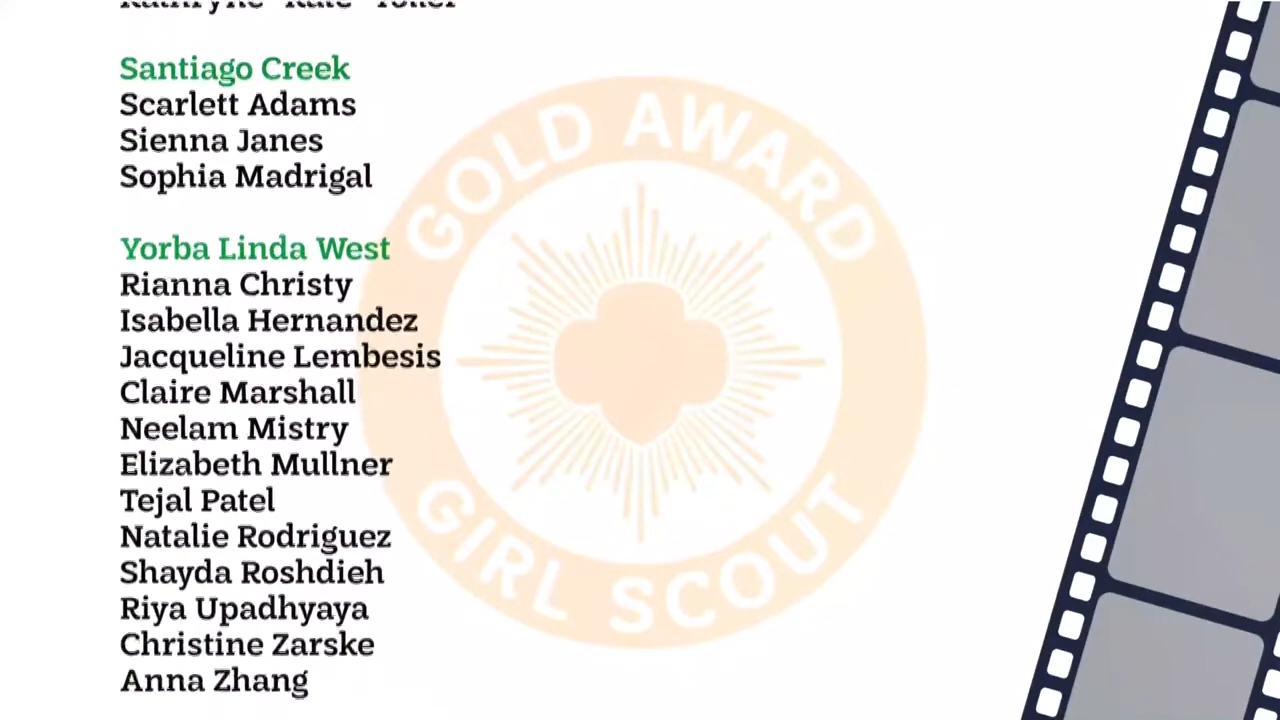 Santiago Creek
Scarlett Adams
Sienna Janes
Sophia Madrigal
Yorba Linda West
Rianna Christy
Isabella Hernandez
Jacqueline Lembesis
Claire Marshall
Neelam Mistry
Elizabeth Mullner
Tejal Patel
Natalie Rodriguez
Shayda Roshdieh
Riya Upadhyaya
Christine Zarske
Anna Zhang
GOLD AWARD
GIRL SCOUT